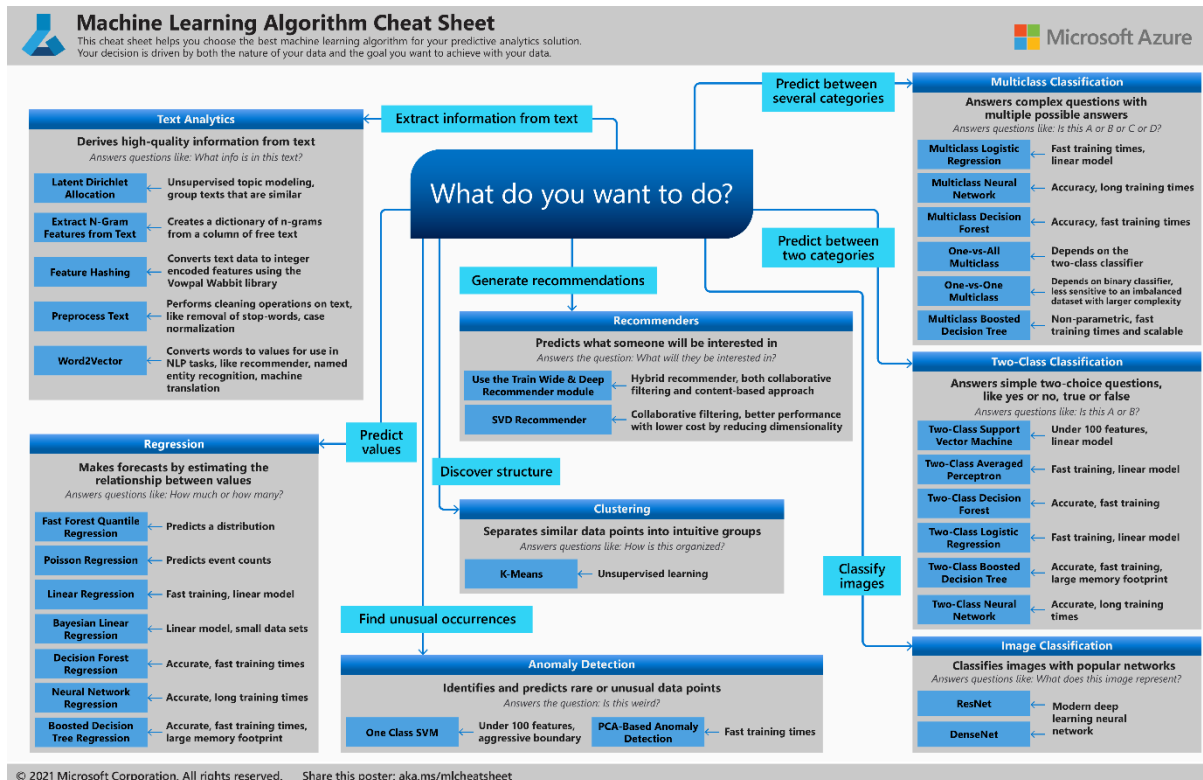 Machine Learning Algorithm Cheat Sheet
This cheat sheet helps you choose the best machine learning algorithm for your predictive analytics solution.
Your decision is driven by both the nature of your data and the goal you want to achieve with your data.
Microsoft Azure
What do you want to do?
Extract information from text
Text Analytics
Derives high-quality information from text
Answers questions like: What info is in this text?
Latent Dirichlet
Allocation
Unsupervised topic modeling,
group texts that are similar
Extract N-Gram
Features from Text
Creates a dictionary of n-grams
from a column of free text
Feature Hashing
Converts text data to integer
encoded features using the
Vowpal Wabbit library
Preprocess Text
Performs cleaning operations on text,
like removal of stop-words, case
normalization
Word2Vector
Converts words to values for use in
NLP tasks, like recommender, named
entity recognition, machine
translation
Predict
values
Regression
Makes forecasts by estimating the
relationship between values
Answers questions like: How much or how many?
Fast Forest Quantile
Regression
Predicts a distribution
Poisson Regression
Predicts event counts
Linear Regression
Fast training, linear model
Bayesian Linear
Regression
Linear model, small data sets
Decision Forest
Regression
Accurate, fast training times
Neural Network
Regression
Accurate, long training times
Boosted Decision
Tree Regression
Accurate, fast training times,
large memory footprint
Generate recommendations
Recommenders
Predicts what someone will be interested in
Answers the question: What will they be interested in?
Use the Train Wide & Deep
Recommender module
Hybrid recommender, both collaborative
filtering and content-based approach
SVD Recommender
Collaborative filtering, better performance
with lower cost by reducing dimensionality
Discover structure
Clustering
Separates similar data points into intuitive groups
Answers questions like: How is this organized?
K-Means
Unsupervised learning
Find unusual occurrences
Anomaly Detection
Identifies and predicts rare or unusual data points
Answers the question: Is this weird?
One Class SVM
Under 100 features,
aggressive boundary
PCA-Based Anomaly
Detection
Fast training times
Predict between
several categories
Multiclass Classification
Answers complex questions with
multiple possible answers
Answers questions like: Is this A or B or C or D?
Multiclass Logistic
Regression
Fast training times,
linear model
Multiclass Neural
Network
Accuracy, long training times
Multiclass Decision
Forest
Accuracy, fast training times
One-vs-All
Multiclass
Depends on the
two-class classifier
One-vs-One
Multiclass
Depends on binary classifier,
less sensitive to an imbalanced
dataset with larger complexity
Multiclass Boosted
Decision Tree
Non-parametric, fast
training times and scalable
Predict between
two categories
Two-Class Classification
Answers simple two-choice questions,
like yes or no, true or false
Answers questions like: Is this A or B?
Two-Class Support
Vector Machine
Under 100 features,
linear model
Two-Class Averaged
Perceptron
Fast training, linear model
Two-Class Decision
Forest
Accurate, fast training
Two-Class Logistic
Regression
Fast training, linear model
Two-Class Boosted
Decision Tree
Accurate, fast training,
large memory footprint
Two-Class Neural
Network
Accurate, long training
times
Classify
images
Image Classification
Classifies images with popular networks
Answers questions like: What does this image represent?
ResNet
DenseNet
Modern deep
learning neural
network
© 2021 Microsoft Corporation. All rights reserved. Share this poster: aka.ms/mlcheatsheet